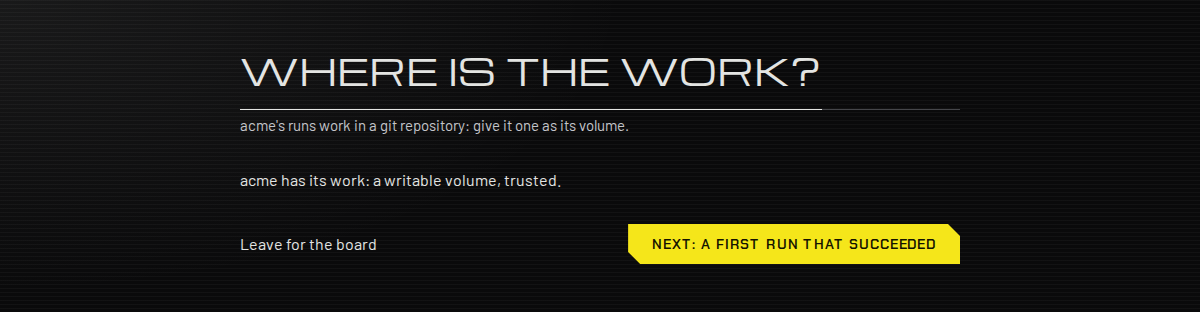 WHERE IS THE WORK?
acme's runs work in a git repository: give it one as its volume.
acme has its work: a writable volume, trusted.
Leave for the board
NEXT: A FIRST RUN THAT SUCCEEDED